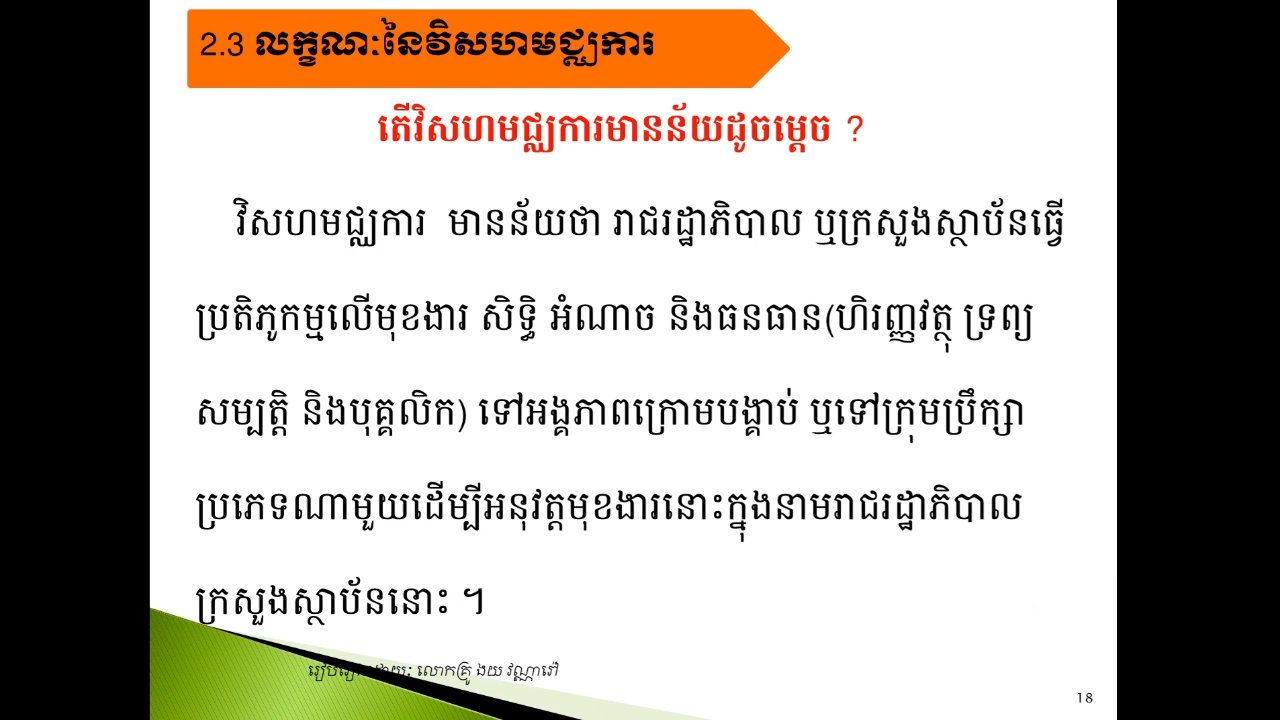 2.3 លក្ខណៈនៃវិសហមជ្ឈការ
តើវិសហមជ្ឈការមានន័យដូចម្តេច ?
វិសហមជ្ឈការ មានន័យថា រាជរដ្ឋាភិបាល ឬក្រសួងស្ថាប័នធ្វើ
ប្រតិភូកម្មលើមុខងារ សិទ្ធិ អំណាច និងធនធាន(ហិរញ្ញវត្ថុ ទ្រព្យ
សម្បត្តិ និងបុគ្គលិក) ទៅអង្គភាពក្រោមបង្គាប់ ឬទៅក្រុមប្រឹក្សា
ប្រភេទណាមួយដើម្បីអនុវត្តមុខងារនោះក្នុងនាមរាជរដ្ឋាភិបាល
ក្រសួងស្ថាប័ននោះ ។
លោកគ្រូ ងយ វណ្ណារៅ
18